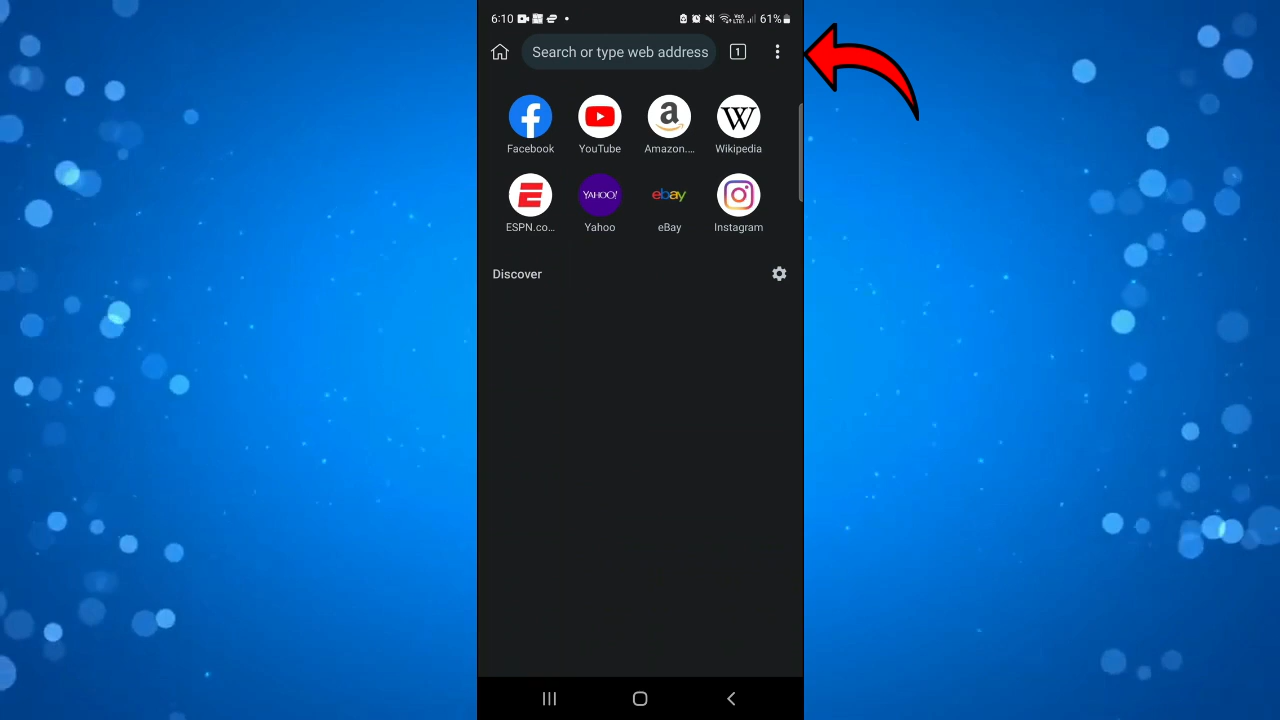 6:10 61%
Search or type web address 1
Facebook YouTube Amazon.... Wikipedia
YAHOO! ebay
ESPN.co... Yahoo eBay Instagram
Discover